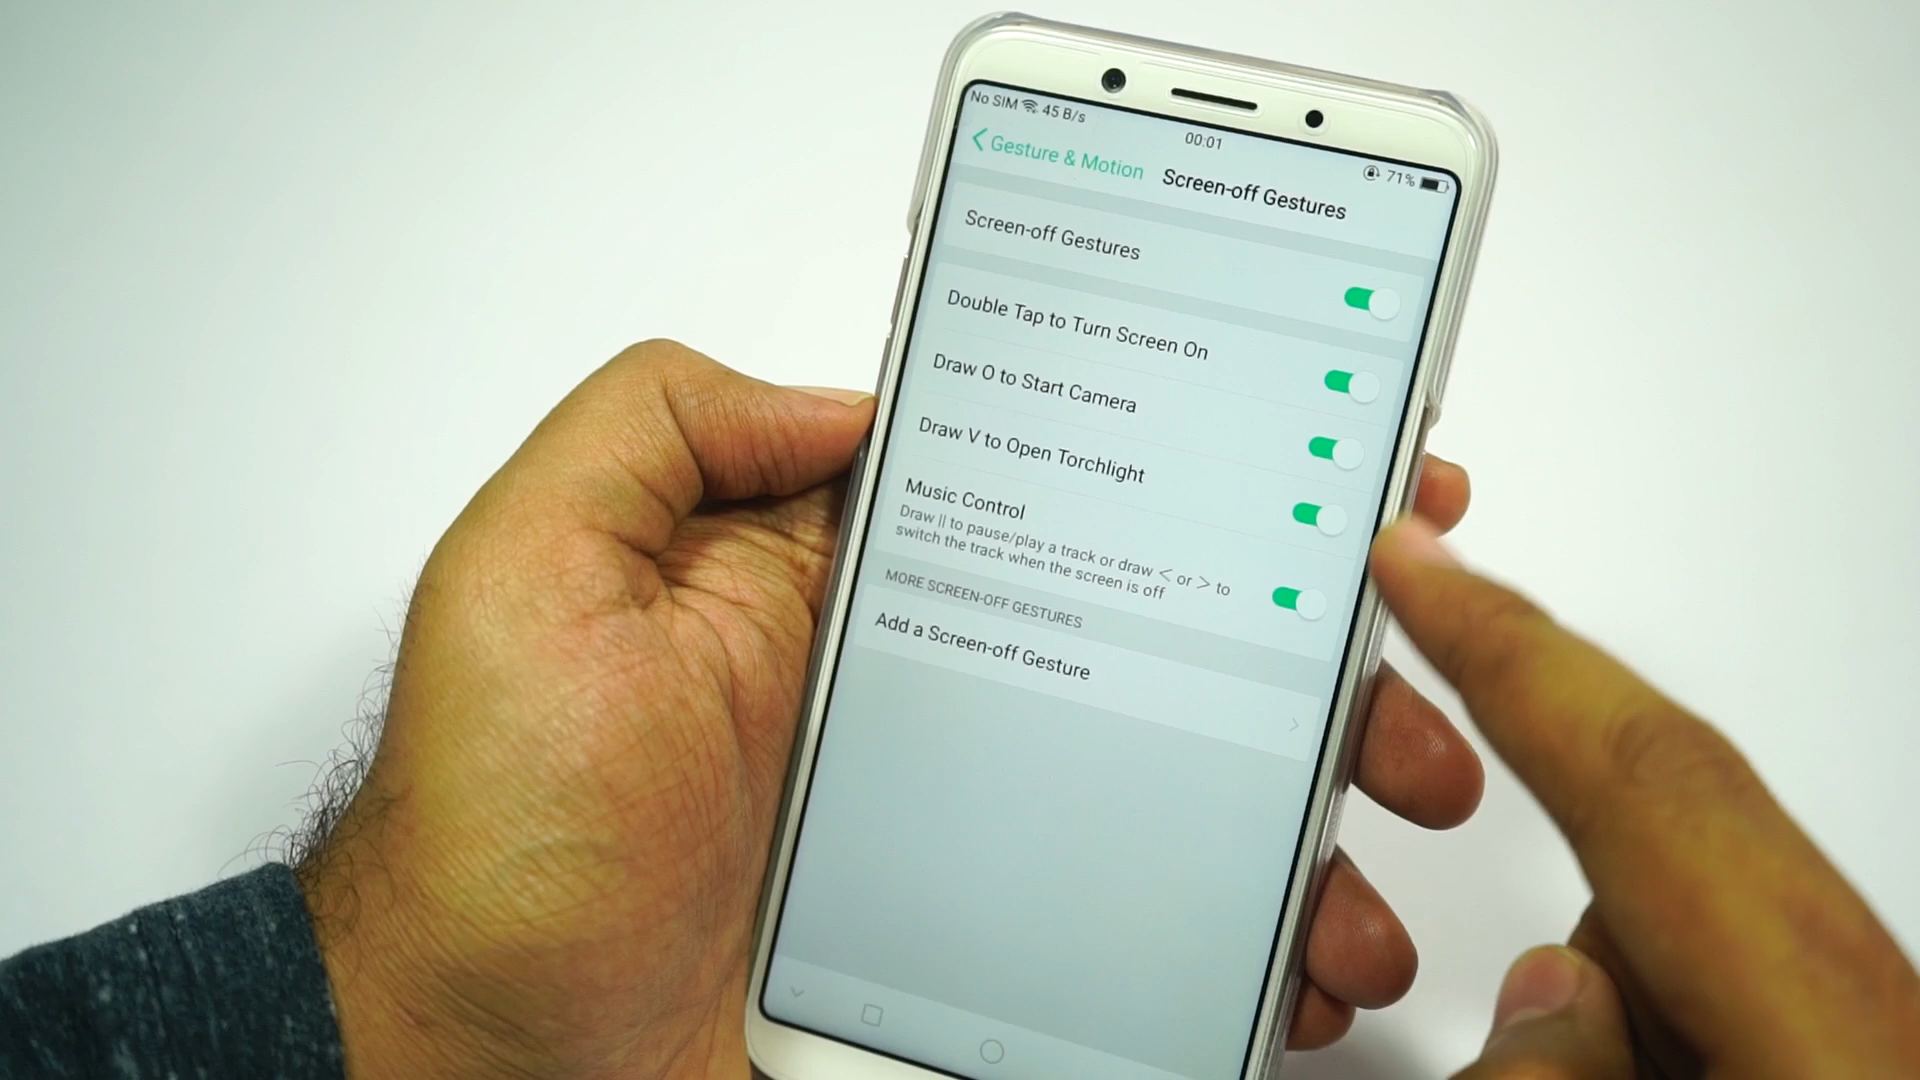 No SIM 45 B/s
00:01
71%
Gesture & Motion
Screen-off Gestures
Screen-off Gestures
Double Tap to Turn Screen On
Draw O to Start Camera
Draw V to Open Torchlight
Music Control
Draw || to pause/play a track or draw < or > to
switch the track when the screen is off
MORE SCREEN-OFF GESTURES
Add a Screen-off Gesture